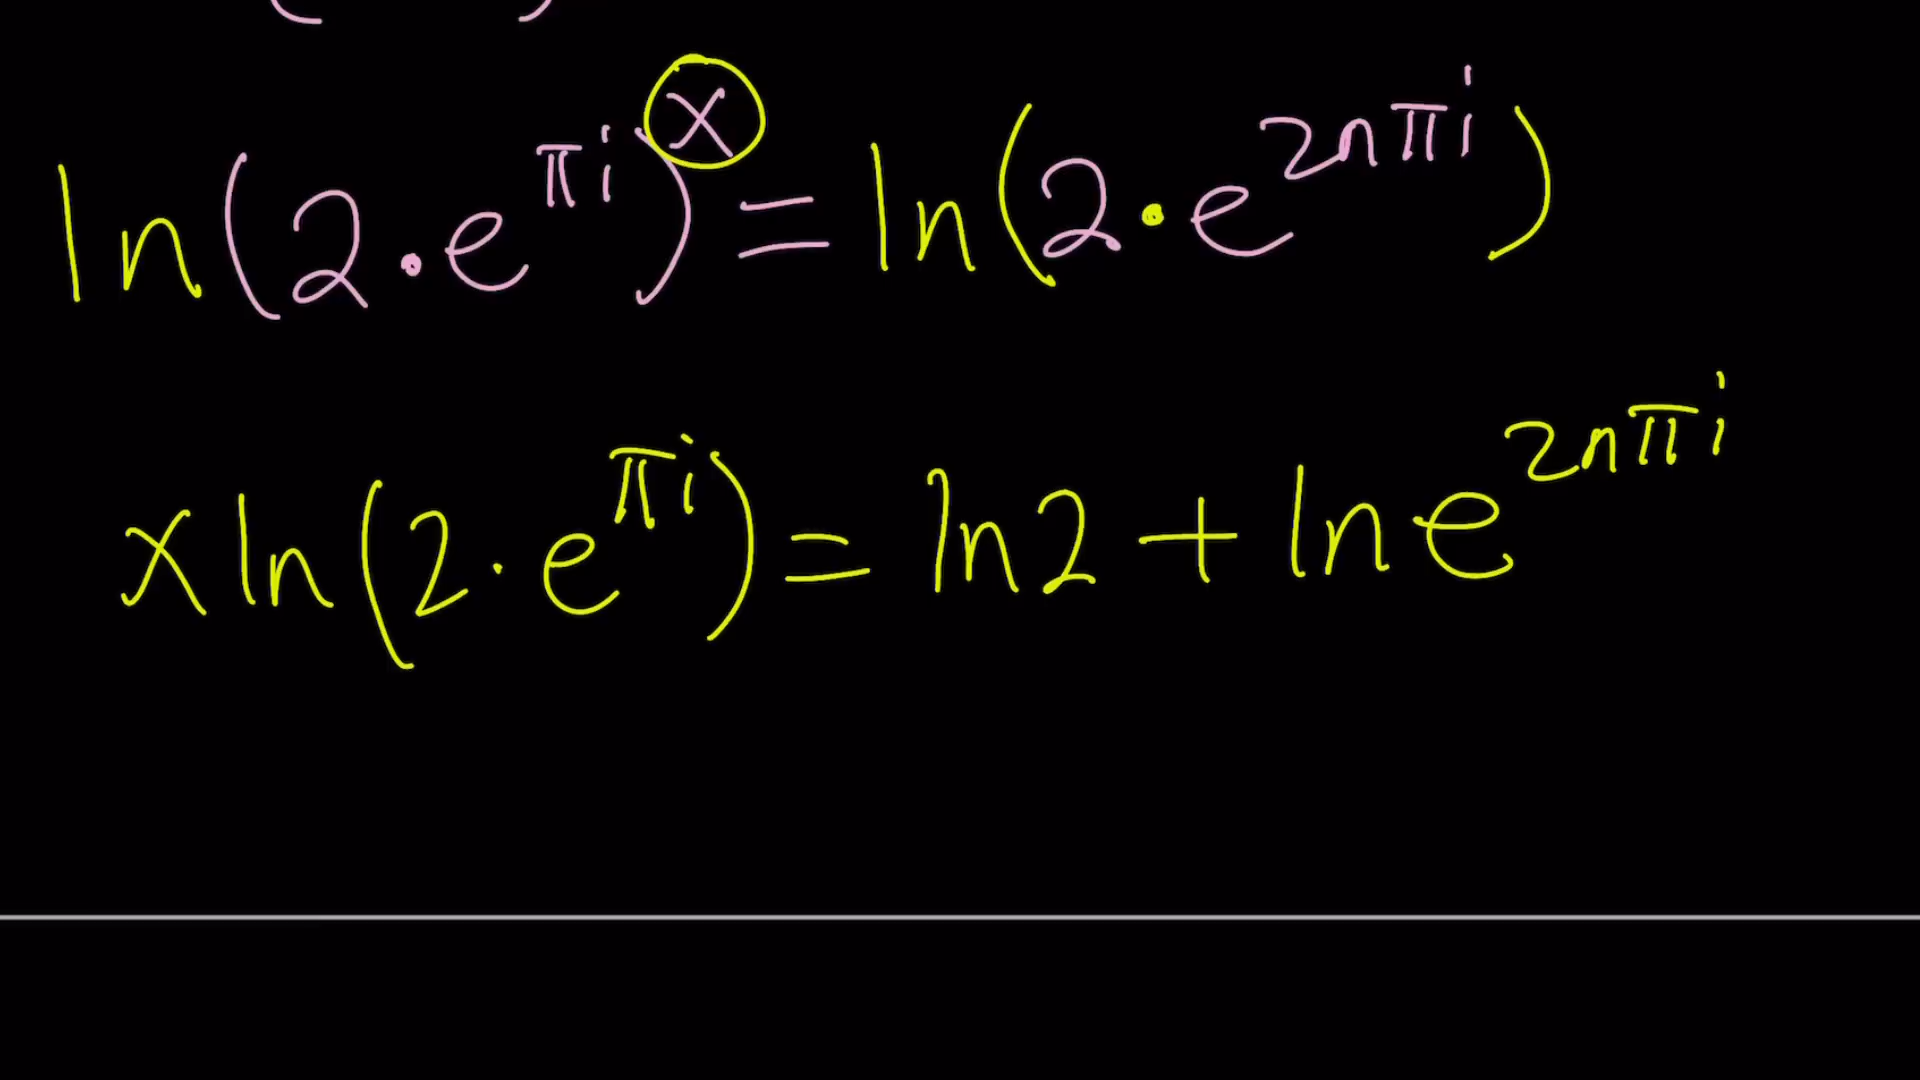 ln(2·e^{πi})^x = ln(2·e^{2nπi})
x ln(2·e^{πi}) = ln2 + ln e^{2nπi}